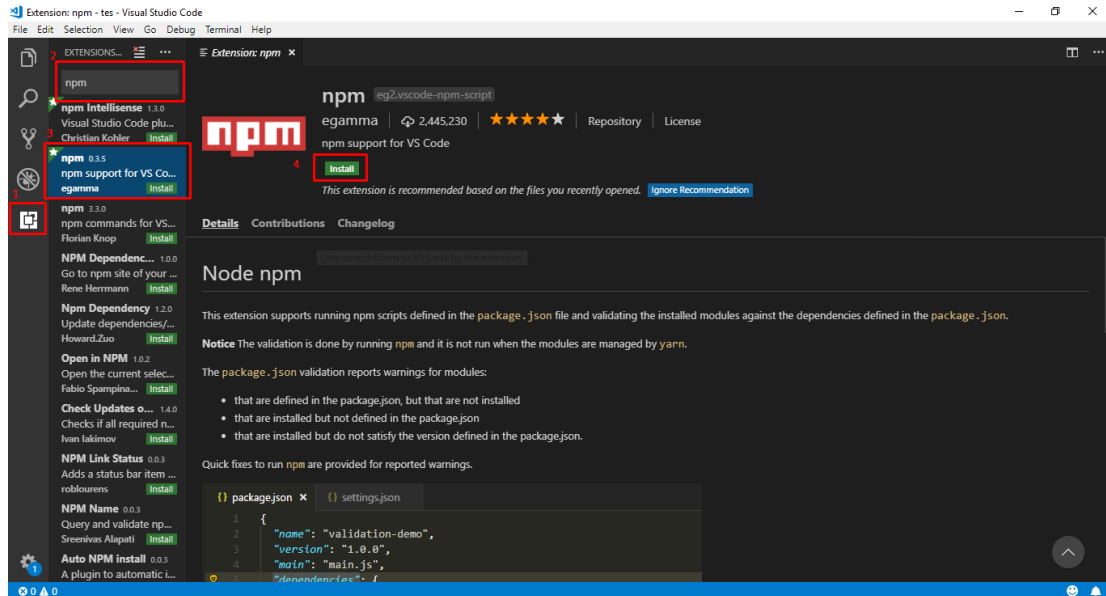 Extension: npm - tes - Visual Studio Code
File Edit Selection View Go Debug Terminal Help
EXTENSIONS...
2
npm
npm Intellisense 1.3.0
Visual Studio Code plu...
Christian Kohler Install
3
npm 0.3.5
npm support for VS Co...
egamma Install
1
npm 3.3.0
npm commands for VS...
Florian Knop Install
NPM Dependenc... 1.0.0
Go to npm site of your ...
Rene Herrmann Install
Npm Dependency 1.2.0
Update dependencies/...
Howard.Zuo Install
Open in NPM 1.0.2
Open the current selec...
Fabio Spampina... Install
Check Updates o... 1.4.0
Checks if all required n...
Ivan Iakimov Install
NPM Link Status 0.0.3
Adds a status bar item ...
roblourens Install
NPM Name 0.0.3
Query and validate np...
Sreenivas Alapati Install
Auto NPM install 0.0.3
A plugin to automatic i...
1
0 0
Extension: npm
npm
npm eg2.vscode-npm-script
egamma 2,445,230 Repository License
npm support for VS Code
4
Install
This extension is recommended based on the files you recently opened. Ignore Recommendation
Details Contributions Changelog
Lists contributions to VS Code by this extension
Node npm
This extension supports running npm scripts defined in the package.json file and validating the installed modules against the dependencies defined in the package.json.
Notice The validation is done by running npm and it is not run when the modules are managed by yarn.
The package.json validation reports warnings for modules:
• that are defined in the package.json, but that are not installed
• that are installed but not defined in the package.json
• that are installed but do not satisfy the version defined in the package.json.
Quick fixes to run npm are provided for reported warnings.
{} package.json {} settings.json
1 {
2 "name": "validation-demo",
3 "version": "1.0.0",
4 "main": "main.js",
5 "dependencies": {